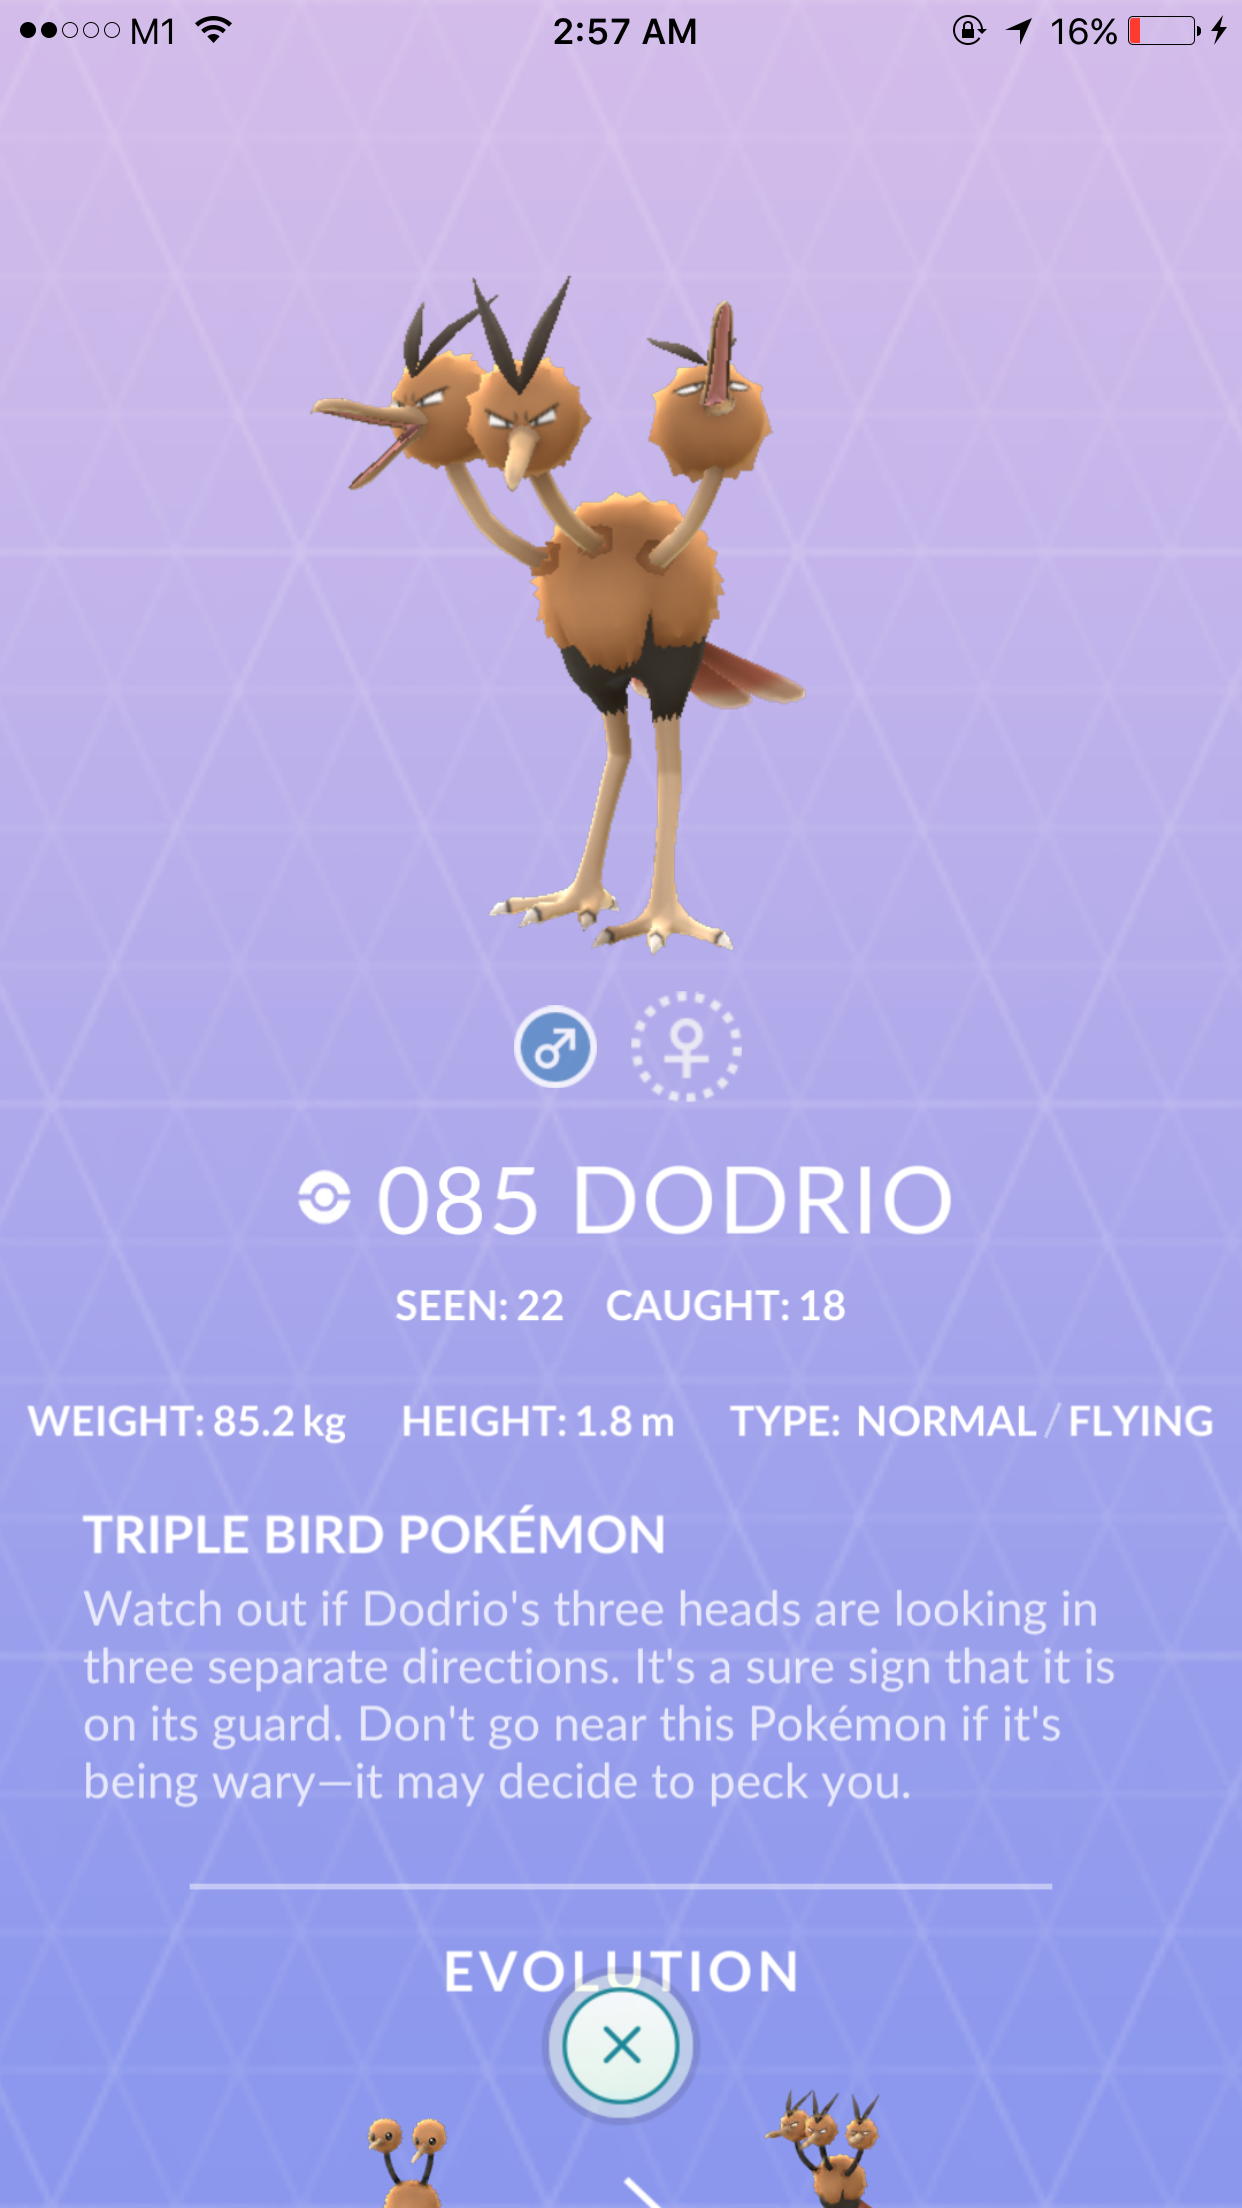 M1 2:57 AM 16%
085 DODRIO
SEEN: 22 CAUGHT: 18
WEIGHT: 85.2 kg HEIGHT: 1.8 m TYPE: NORMAL / FLYING
TRIPLE BIRD POKÉMON
Watch out if Dodrio's three heads are looking in
three separate directions. It's a sure sign that it is
on its guard. Don't go near this Pokémon if it's
being wary—it may decide to peck you.
EVOLUTION